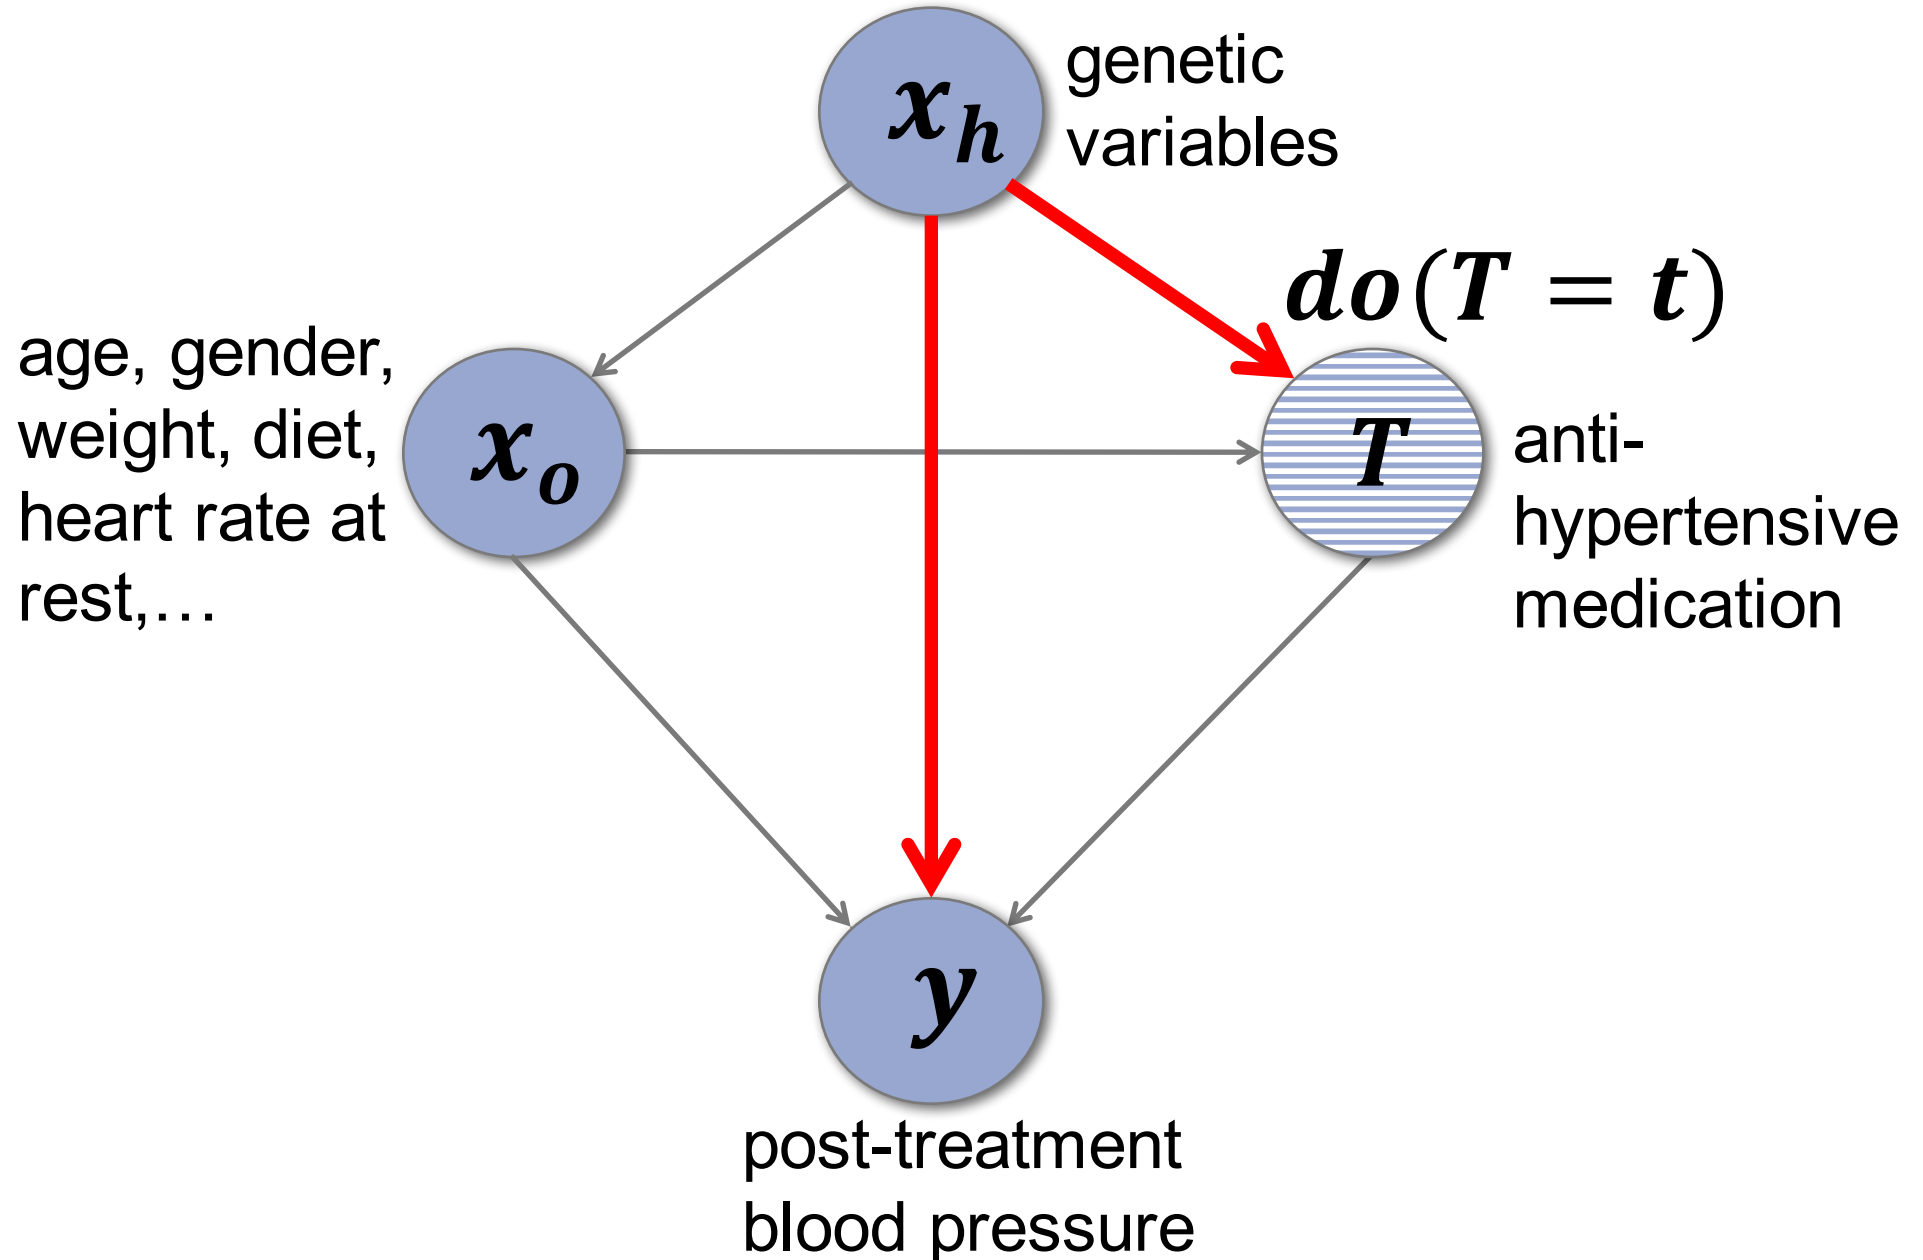 x_h
genetic
variables
do(T = t)
age, gender,
weight, diet,
heart rate at
rest,…
x_o
T
anti-
hypertensive
medication
y
post-treatment
blood pressure